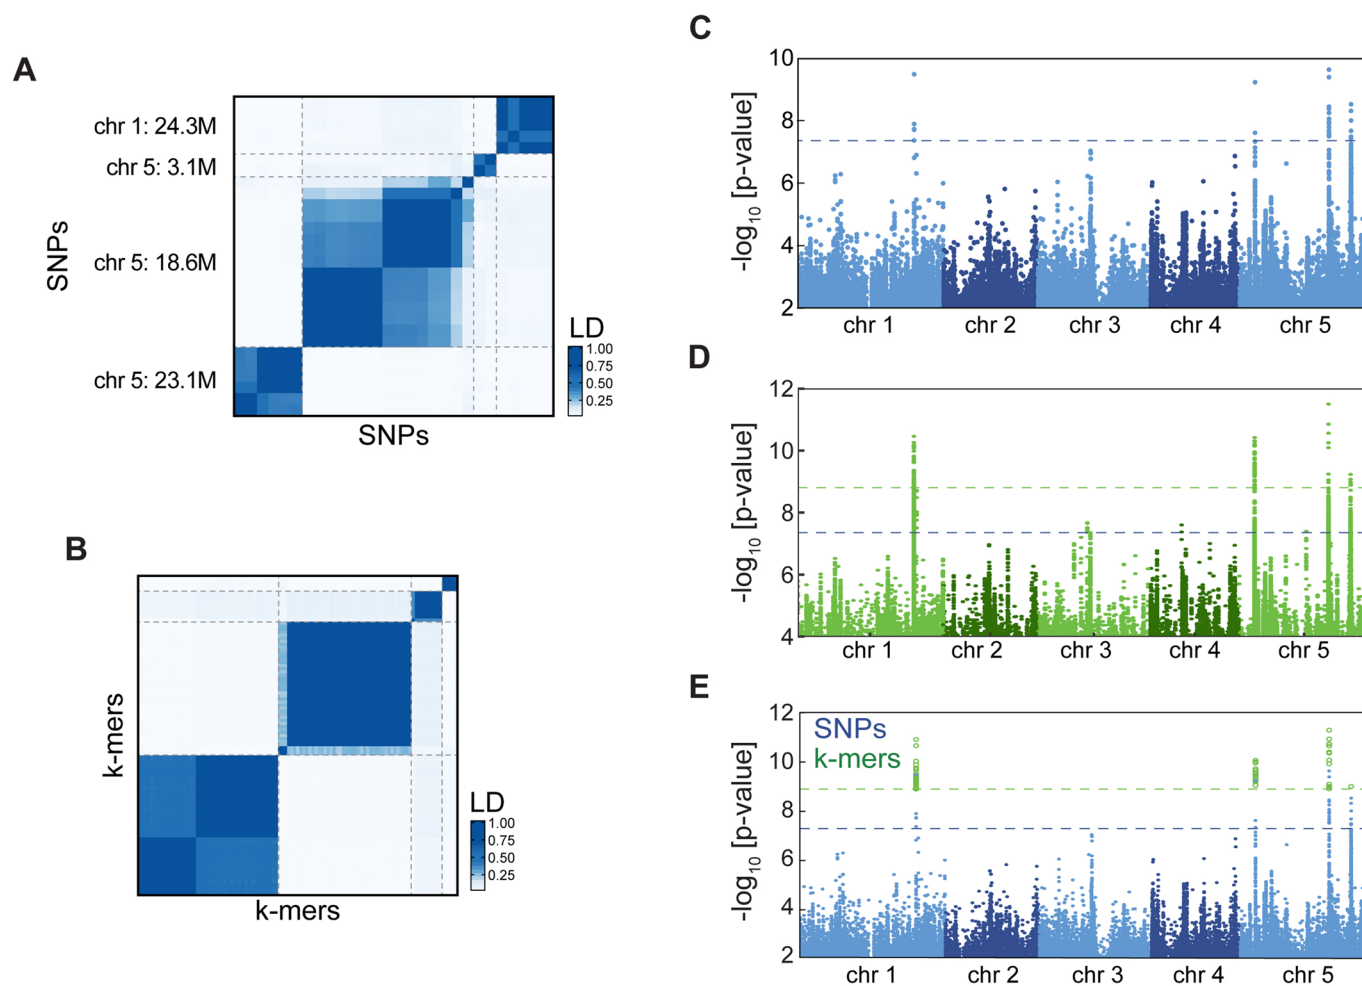 A
SNPs
chr 1: 24.3M
chr 5: 3.1M
chr 5: 18.6M
chr 5: 23.1M
SNPs
LD
1.00
0.75
0.50
0.25
B
k-mers
k-mers
LD
1.00
0.75
0.50
0.25
C
-log10 [p-value]
10
8
6
4
2
chr 1 chr 2 chr 3 chr 4 chr 5
D
-log10 [p-value]
12
10
8
6
4
chr 1 chr 2 chr 3 chr 4 chr 5
E
-log10 [p-value]
12
10
8
6
4
2
SNPs
k-mers
chr 1 chr 2 chr 3 chr 4 chr 5